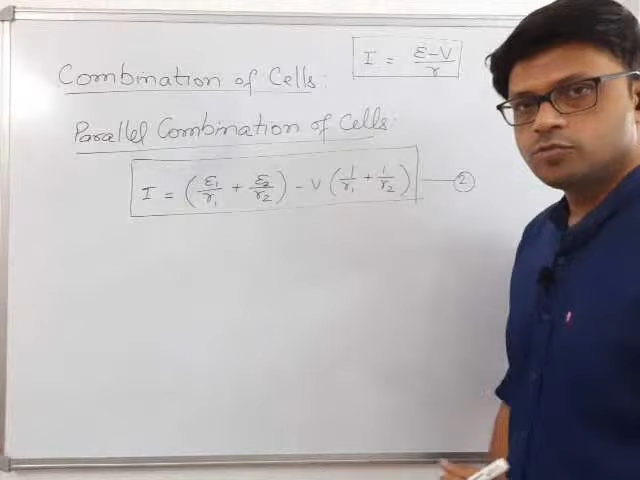 I = ε-V/r
Combination of Cells:
Parallel Combination of Cells:
I = (ε₁/r₁ + ε₂/r₂) - V (1/r₁ + 1/r₂) — ②